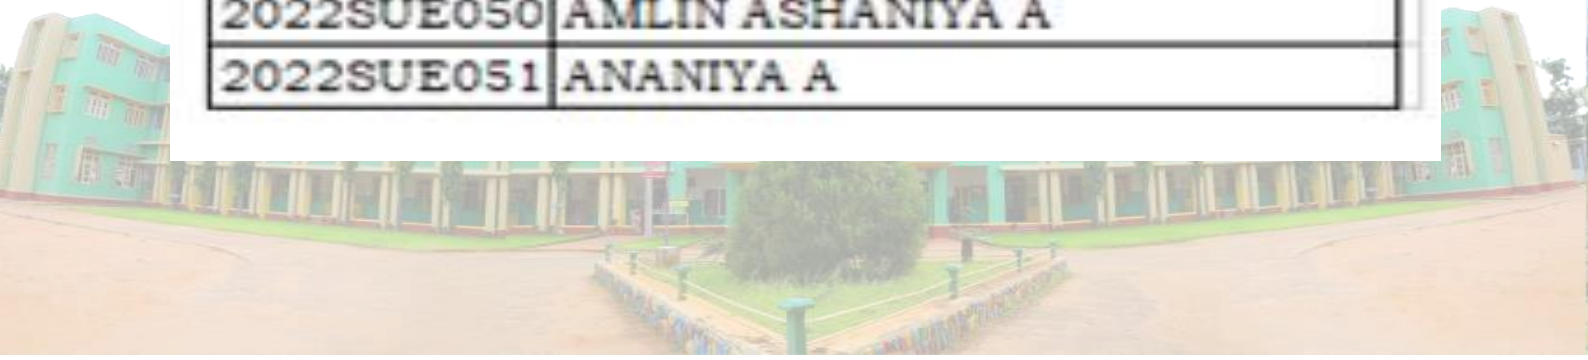 2022SUE050 AMLIN ASHANIYA A
2022SUE051 ANANIYA A